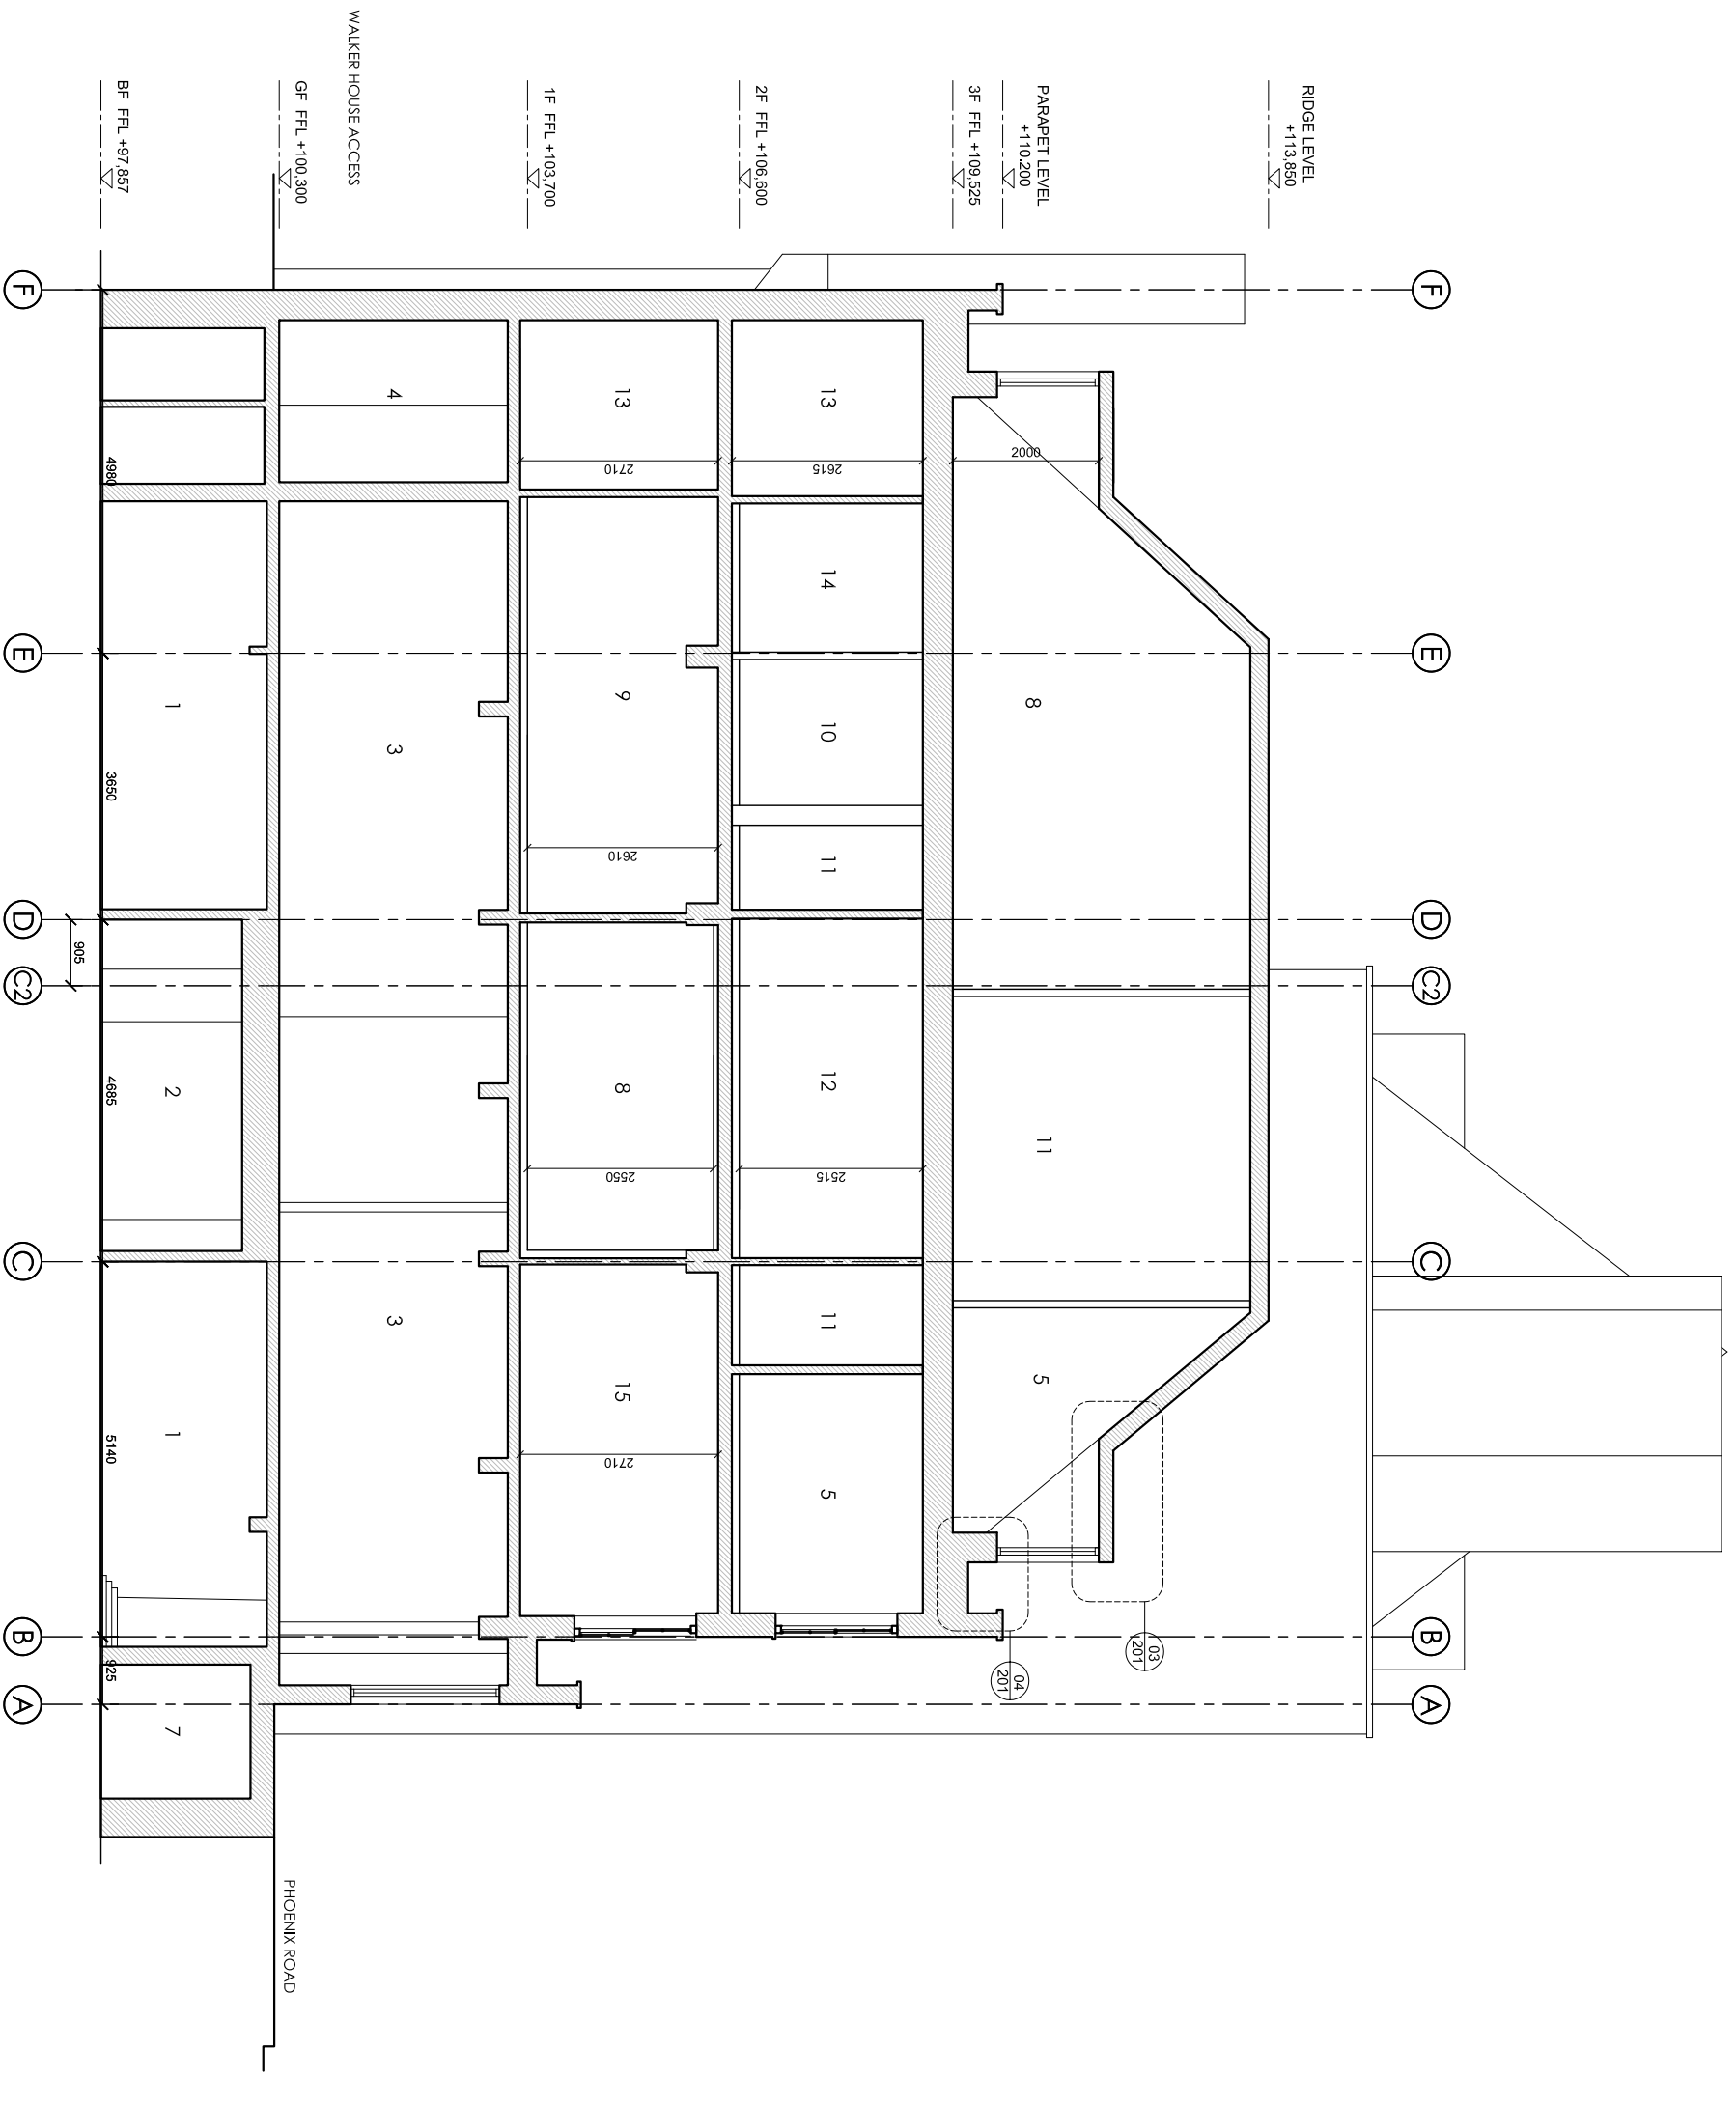 RIDGE LEVEL
+113,850
PARAPET LEVEL
+110,200
3F FFL +109,525
2F FFL +106,600
1F FFL +103,700
GF FFL +100,300
BF FFL +97,857
WALKER HOUSE ACCESS
PHOENIX ROAD
F
E
D
C2
C
B
A
8
11
5
2000
03
201
04
201
13
14
10
11
12
11
5
2615
2515
13
9
8
15
2710
2610
2550
2710
4
3
3
1
2
1
7
4980
3650
4685
5140
925
905
F
E
D
C2
C
B
A